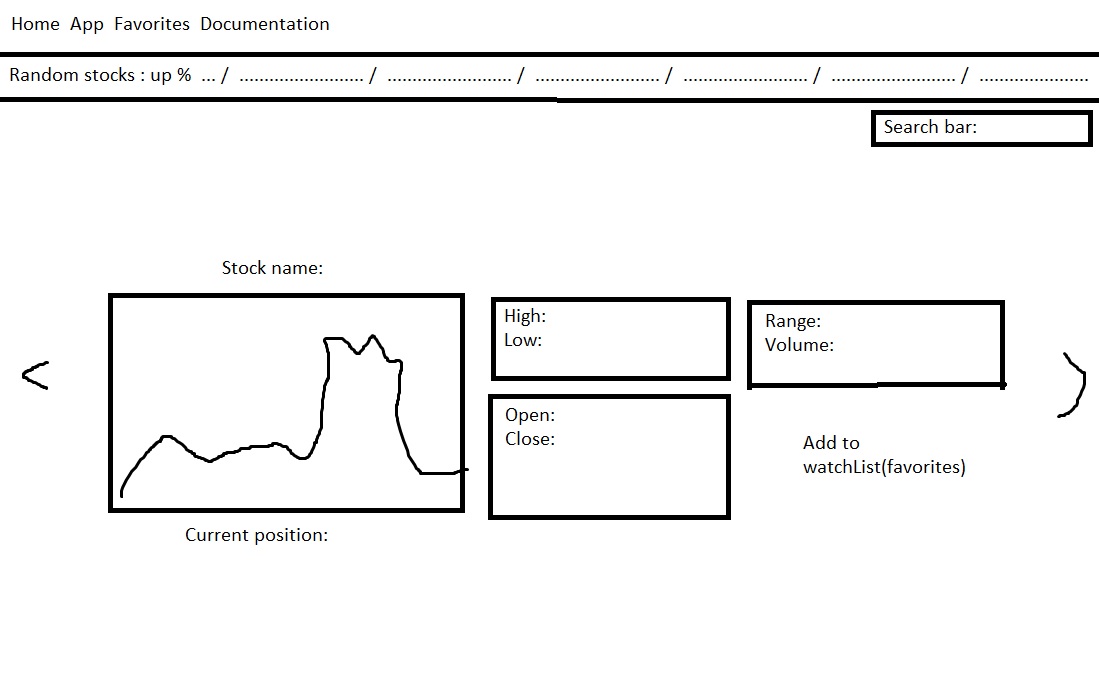 Home App Favorites Documentation
Random stocks : up % ... / ......................... / ......................... / ......................... / ......................... / ......................... / ......................
Search bar:
Stock name:
High:
Low:
Range:
Volume:
<
)
Open:
Close:
Add to
watchList(favorites)
Current position: